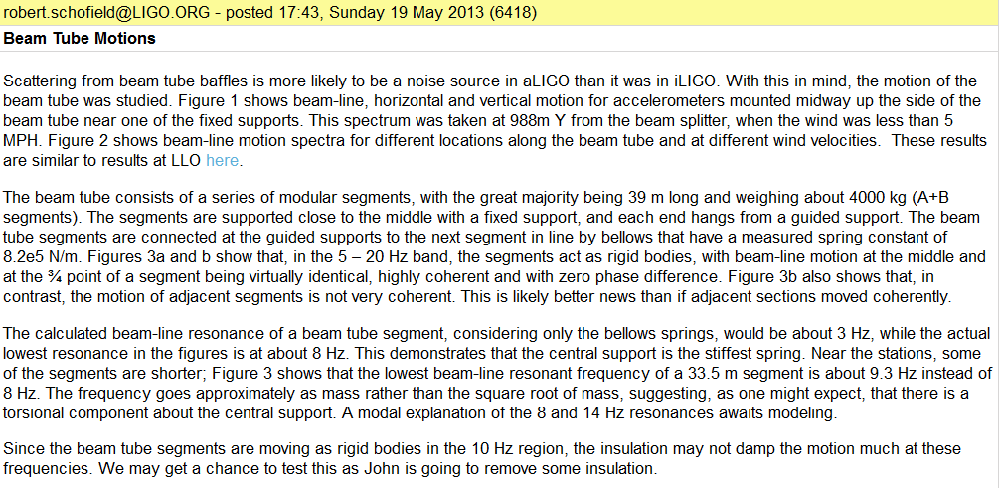 robert.schofield@LIGO.ORG - posted 17:43, Sunday 19 May 2013 (6418)
Beam Tube Motions
Scattering from beam tube baffles is more likely to be a noise source in aLIGO than it was in iLIGO. With this in mind, the motion of the
beam tube was studied. Figure 1 shows beam-line, horizontal and vertical motion for accelerometers mounted midway up the side of the
beam tube near one of the fixed supports. This spectrum was taken at 988m Y from the beam splitter, when the wind was less than 5
MPH. Figure 2 shows beam-line motion spectra for different locations along the beam tube and at different wind velocities.  These results
are similar to results at LLO here.
The beam tube consists of a series of modular segments, with the great majority being 39 m long and weighing about 4000 kg (A+B
segments). The segments are supported close to the middle with a fixed support, and each end hangs from a guided support. The beam
tube segments are connected at the guided supports to the next segment in line by bellows that have a measured spring constant of
8.2e5 N/m. Figures 3a and b show that, in the 5 – 20 Hz band, the segments act as rigid bodies, with beam-line motion at the middle and
at the ¾ point of a segment being virtually identical, highly coherent and with zero phase difference. Figure 3b also shows that, in
contrast, the motion of adjacent segments is not very coherent. This is likely better news than if adjacent sections moved coherently.
The calculated beam-line resonance of a beam tube segment, considering only the bellows springs, would be about 3 Hz, while the actual
lowest resonance in the figures is at about 8 Hz. This demonstrates that the central support is the stiffest spring. Near the stations, some
of the segments are shorter; Figure 3 shows that the lowest beam-line resonant frequency of a 33.5 m segment is about 9.3 Hz instead of
8 Hz. The frequency goes approximately as mass rather than the square root of mass, suggesting, as one might expect, that there is a
torsional component about the central support. A modal explanation of the 8 and 14 Hz resonances awaits modeling.
Since the beam tube segments are moving as rigid bodies in the 10 Hz region, the insulation may not damp the motion much at these
frequencies. We may get a chance to test this as John is going to remove some insulation.